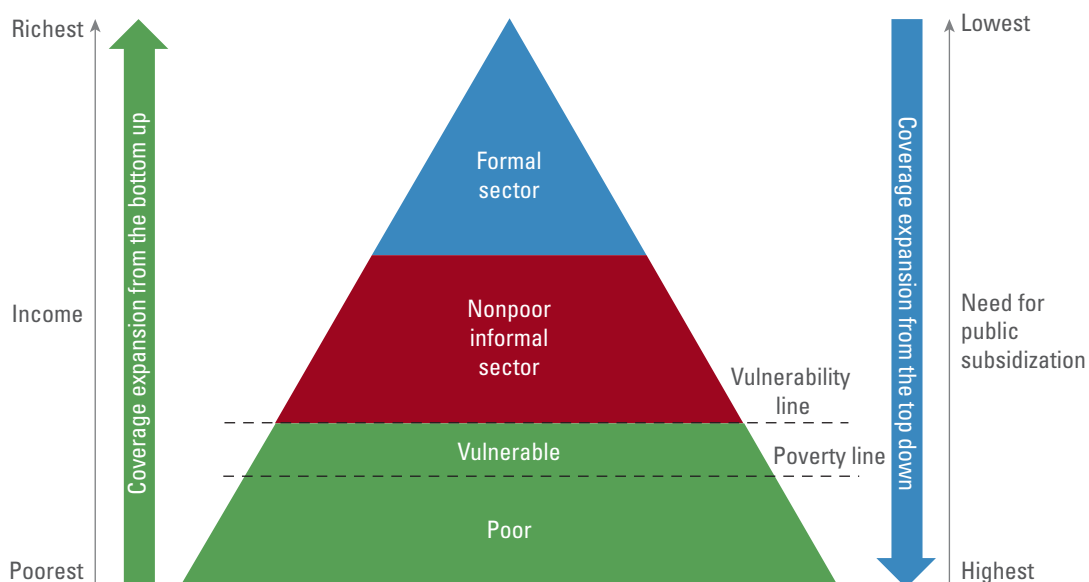 Richest
Lowest
Coverage expansion from the bottom up
Coverage expansion from the top down
Formal
sector
Income
Nonpoor
informal
sector
Need for
public
subsidization
Vulnerability
line
Vulnerable
Poverty line
Poor
Poorest
Highest